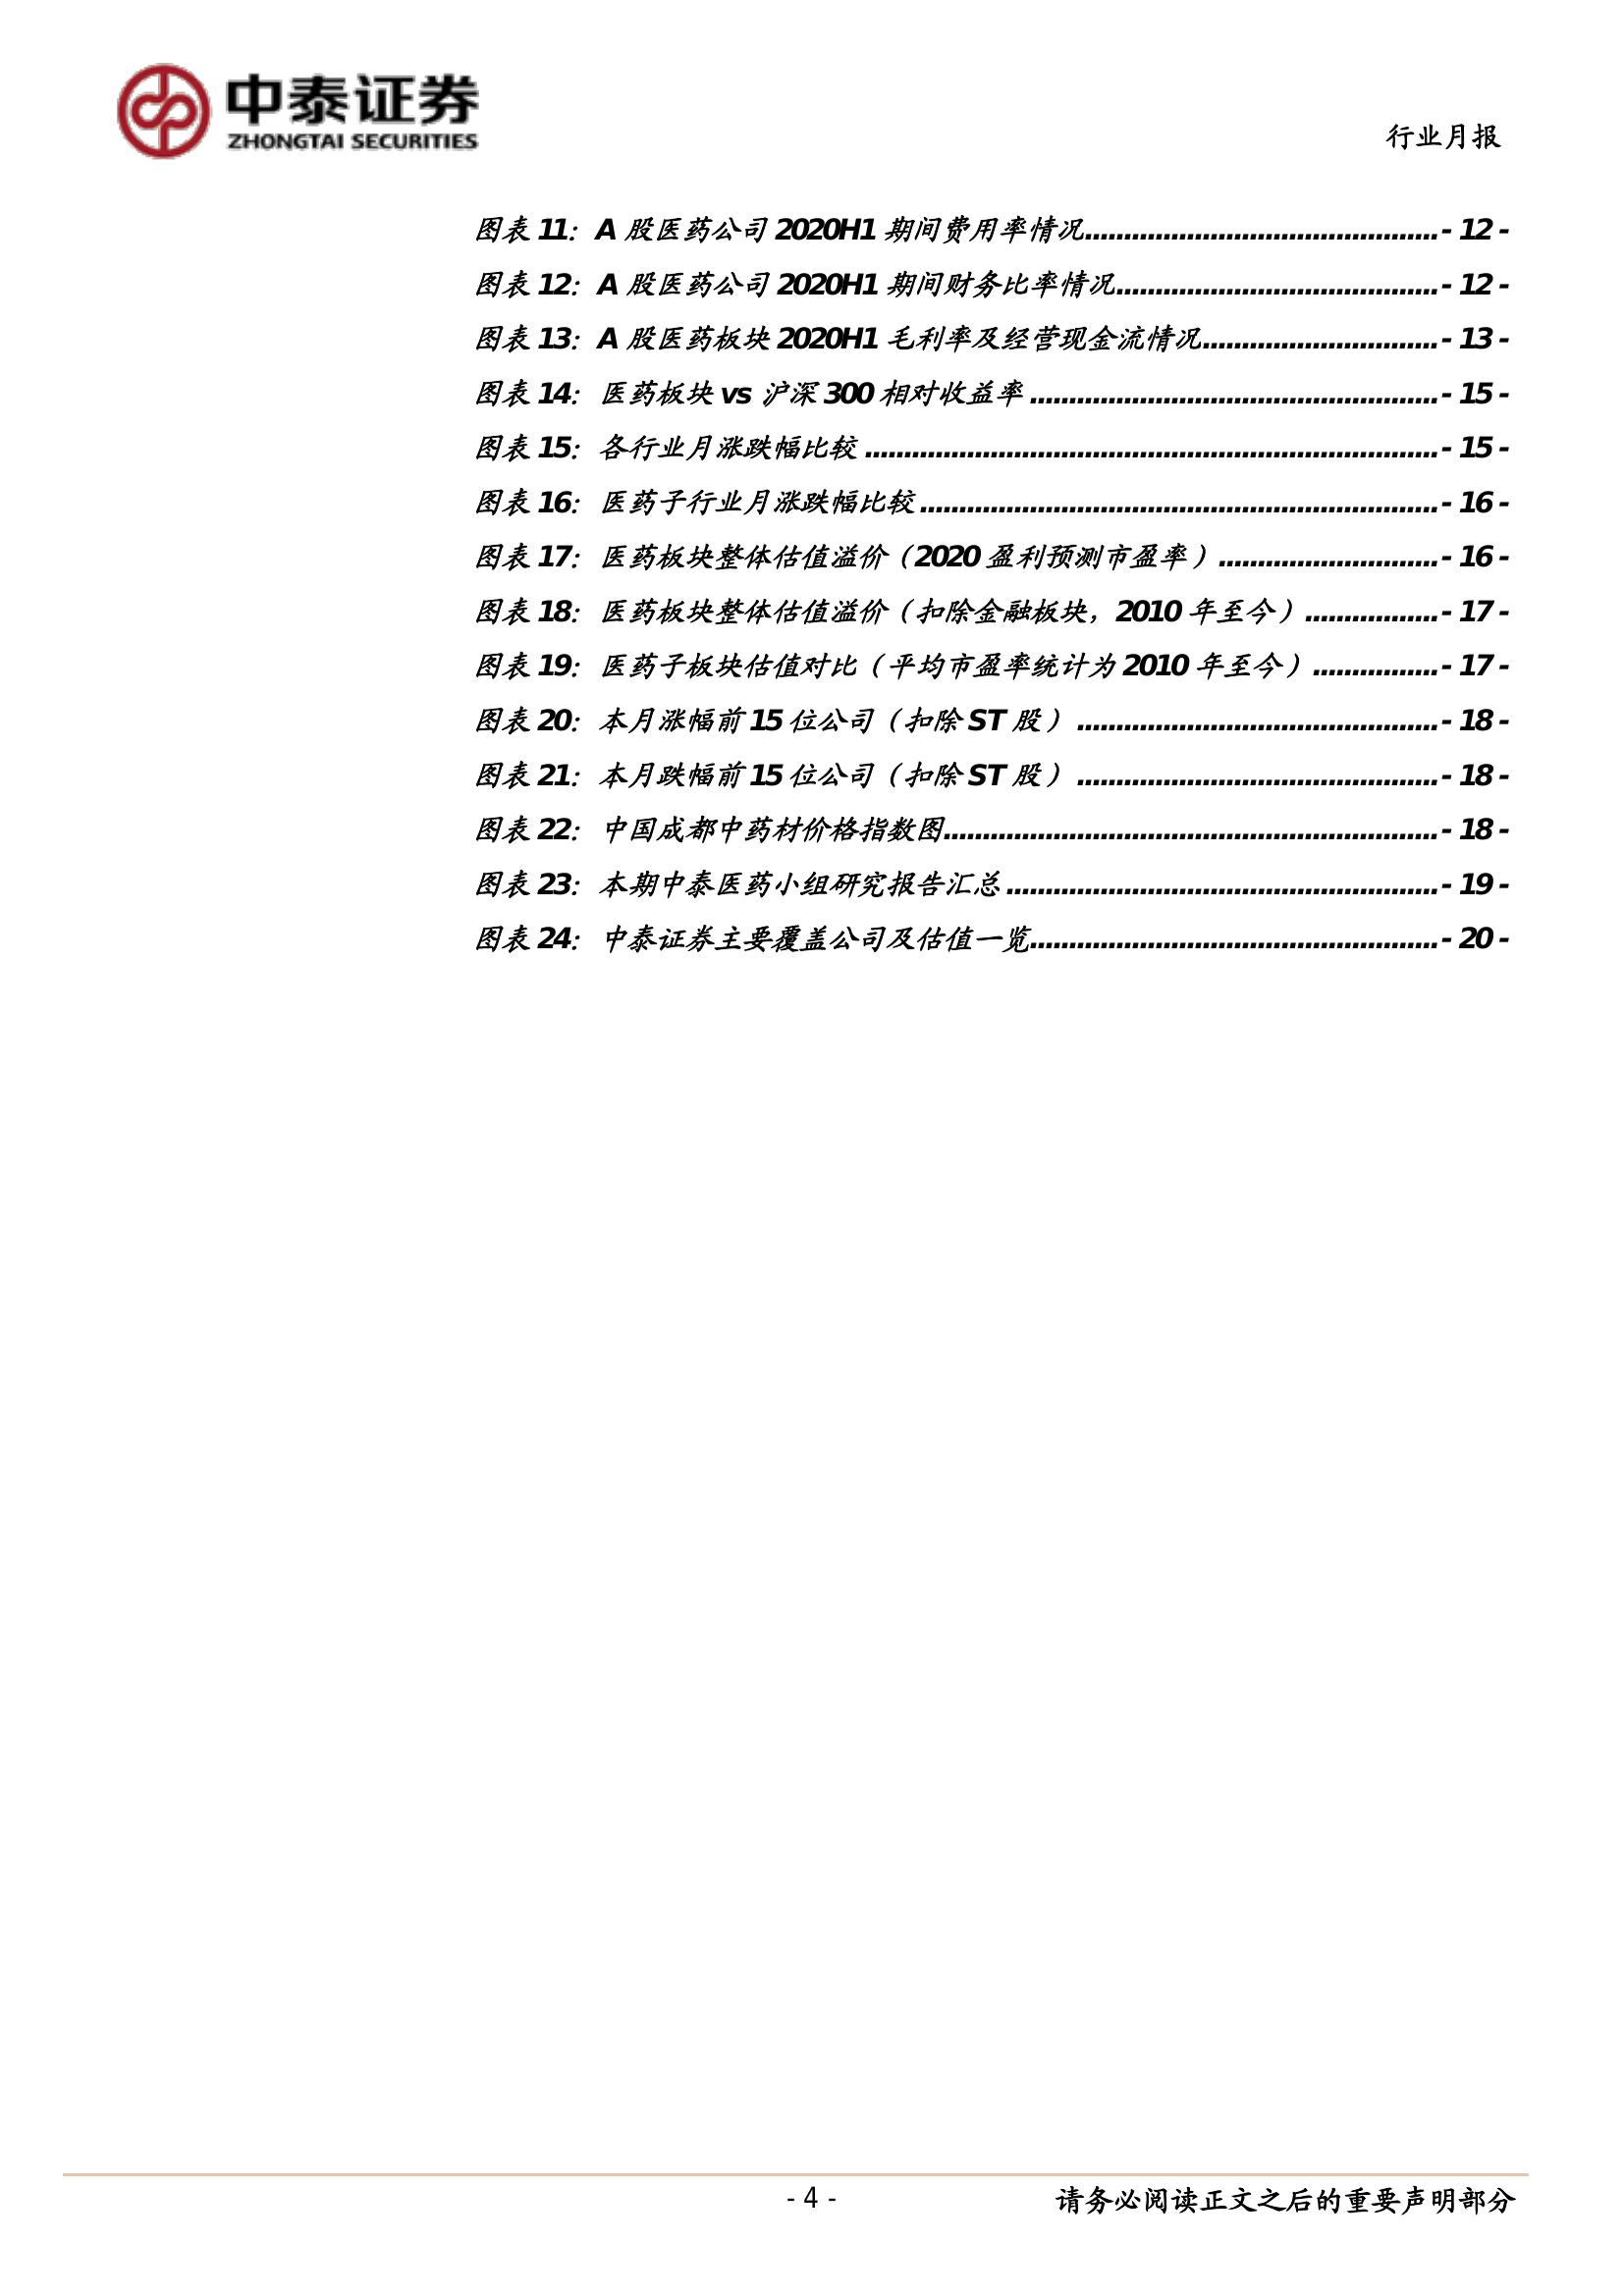 中泰证券
ZHONGTAI SECURITIES
行业月报
图表 11：A 股医药公司 2020H1 期间费用率情况............................................- 12 -
图表 12：A 股医药公司 2020H1 期间财务比率情况........................................- 12 -
图表 13：A 股医药板块 2020H1 毛利率及经营现金流情况.............................- 13 -
图表 14：医药板块 vs 沪深 300 相对收益率...................................................- 15 -
图表 15：各行业月涨跌幅比较........................................................................- 15 -
图表 16：医药子行业月涨跌幅比较.................................................................- 16 -
图表 17：医药板块整体估值溢价（2020 盈利预测市盈率）...........................- 16 -
图表 18：医药板块整体估值溢价（扣除金融板块，2010 年至今）.................- 17 -
图表 19：医药子板块估值对比（平均市盈率统计为 2010 年至今）................- 17 -
图表 20：本月涨幅前 15 位公司（扣除 ST 股）.............................................- 18 -
图表 21：本月跌幅前 15 位公司（扣除 ST 股）.............................................- 18 -
图表 22：中国成都中药材价格指数图..............................................................- 18 -
图表 23：本期中泰医药小组研究报告汇总......................................................- 19 -
图表 24：中泰证券主要覆盖公司及估值一览...................................................- 20 -
- 4 -
请务必阅读正文之后的重要声明部分